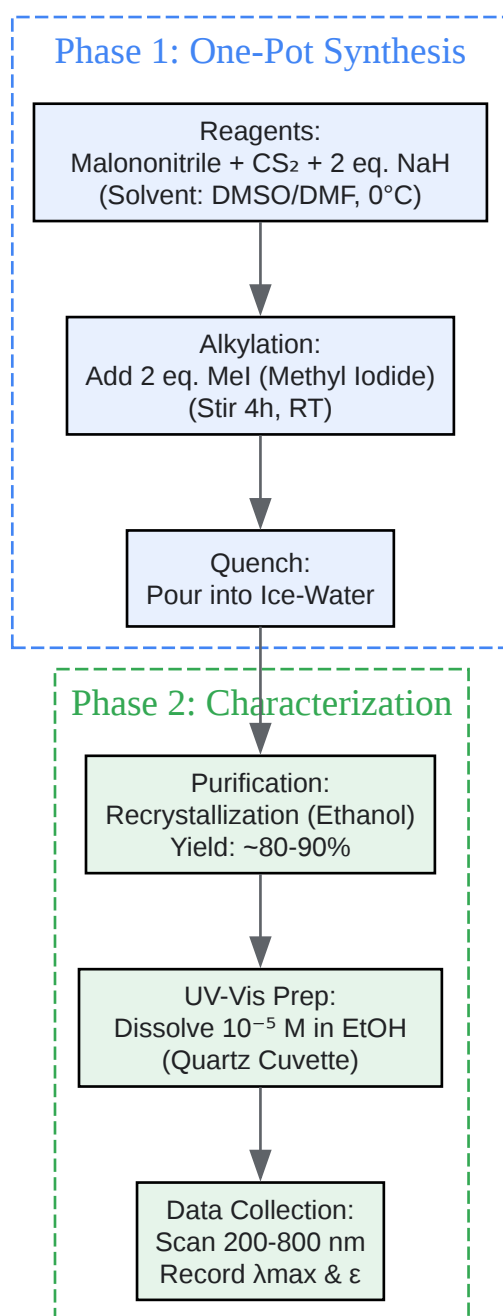 Phase 1: One-Pot Synthesis
Reagents:
Malononitrile + CS₂ + 2 eq. NaH
(Solvent: DMSO/DMF, 0°C)
Alkylation:
Add 2 eq. MeI (Methyl Iodide)
(Stir 4h, RT)
Quench:
Pour into Ice-Water
Phase 2: Characterization
Purification:
Recrystallization (Ethanol)
Yield: ~80-90%
UV-Vis Prep:
Dissolve 10⁻⁵ M in EtOH
(Quartz Cuvette)
Data Collection:
Scan 200-800 nm
Record λmax & ε